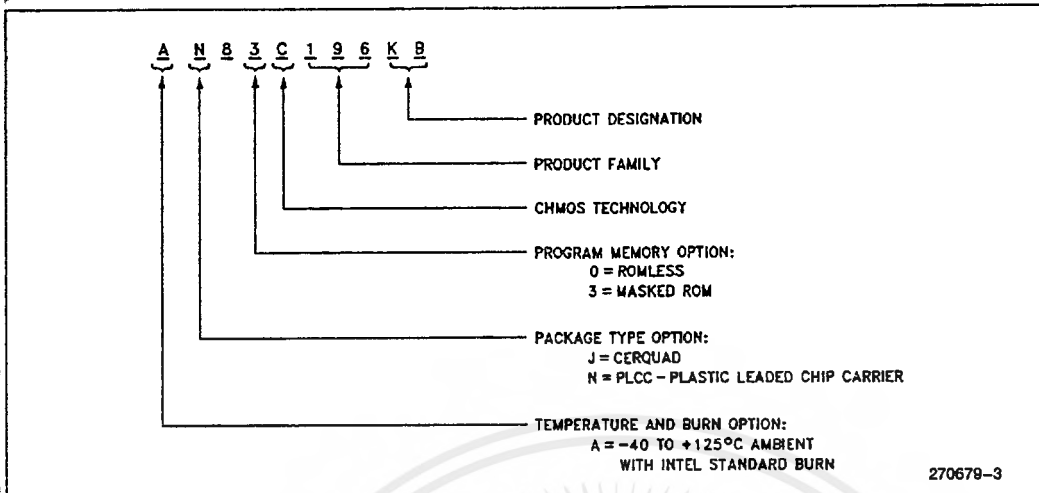 A N 8 3 C 1 9 6 K B
PRODUCT DESIGNATION
PRODUCT FAMILY
CHMOS TECHNOLOGY
PROGRAM MEMORY OPTION:
0 = ROMLESS
3 = MASKED ROM
PACKAGE TYPE OPTION:
J = CERQUAD
N = PLCC – PLASTIC LEADED CHIP CARRIER
TEMPERATURE AND BURN OPTION:
A = –40 TO +125°C AMBIENT
WITH INTEL STANDARD BURN
270679–3